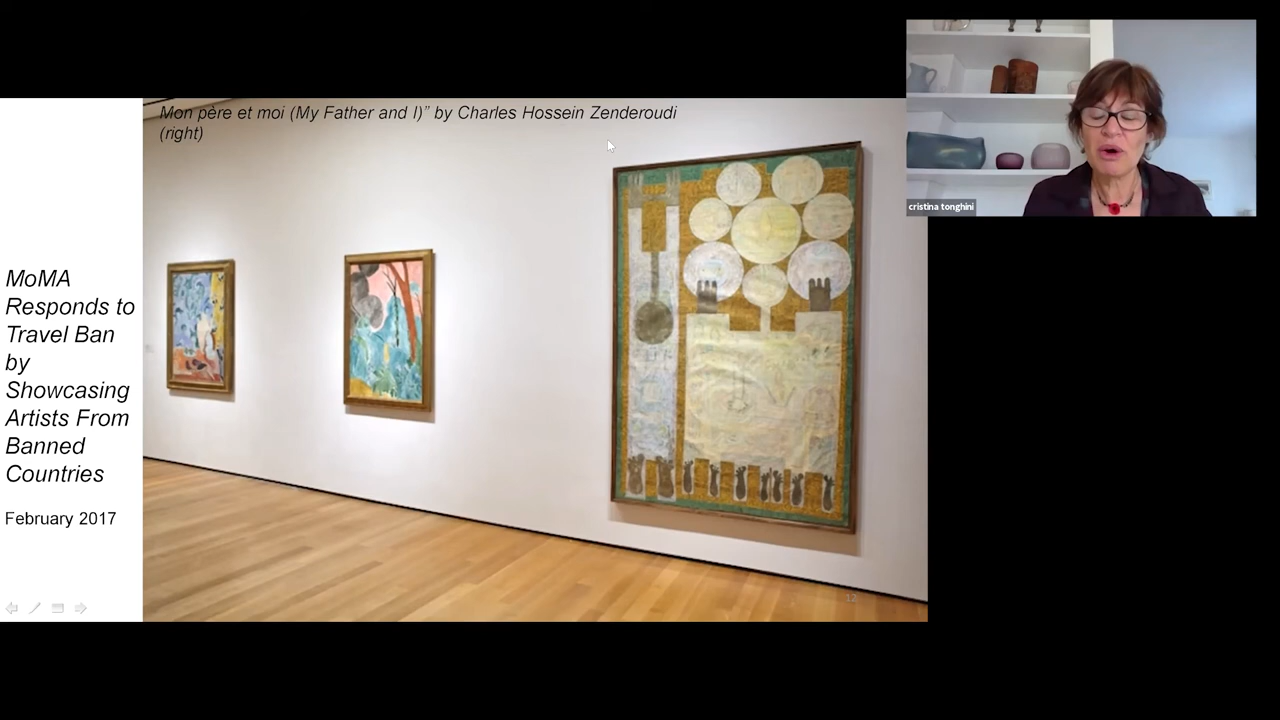 Mon père et moi (My Father and I)” by Charles Hossein Zenderoudi
(right)
cristina tonghini
MoMA
Responds to
Travel Ban
by
Showcasing
Artists From
Banned
Countries
February 2017
12